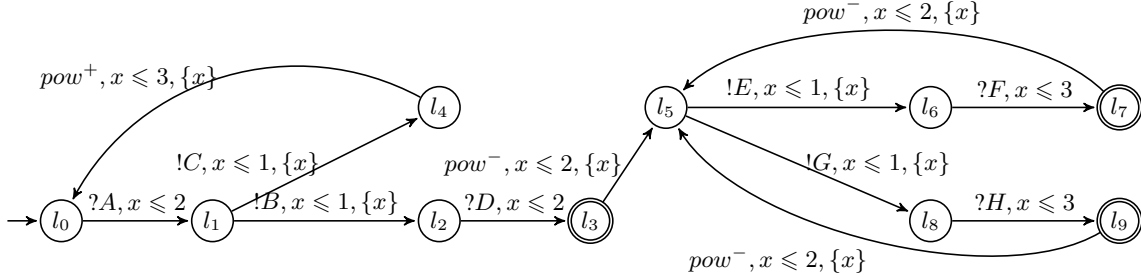 pow⁻, x ⩽ 2, {x}
pow⁺, x ⩽ 3, {x}
l₄
l₅
!E, x ⩽ 1, {x}
l₆
?F, x ⩽ 3
l₇
!C, x ⩽ 1, {x}
pow⁻, x ⩽ 2, {x}
!G, x ⩽ 1, {x}
l₀
?A, x ⩽ 2
l₁
!B, x ⩽ 1, {x}
l₂
?D, x ⩽ 2
l₃
l₈
?H, x ⩽ 3
l₉
pow⁻, x ⩽ 2, {x}